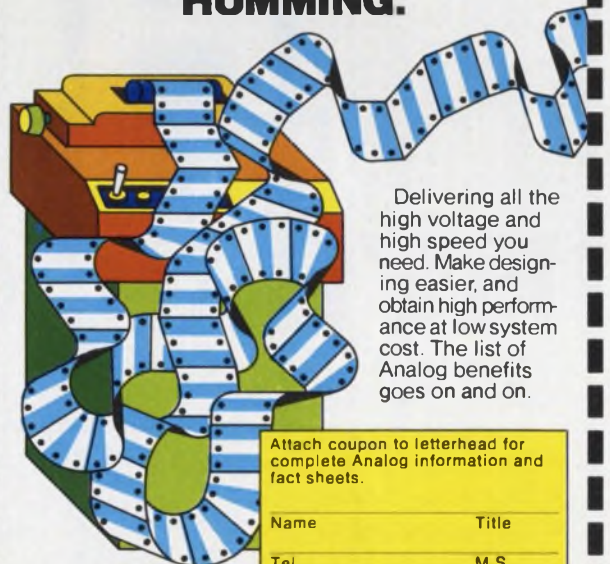 HUMMING.
Delivering all the
high voltage and
high speed you
need. Make design-
ing easier, and
obtain high perform-
ance at low system
cost. The list of
Analog benefits
goes on and on.
Attach coupon to letterhead for
complete Analog information and
fact sheets.
Name Title
Tel. M.S.